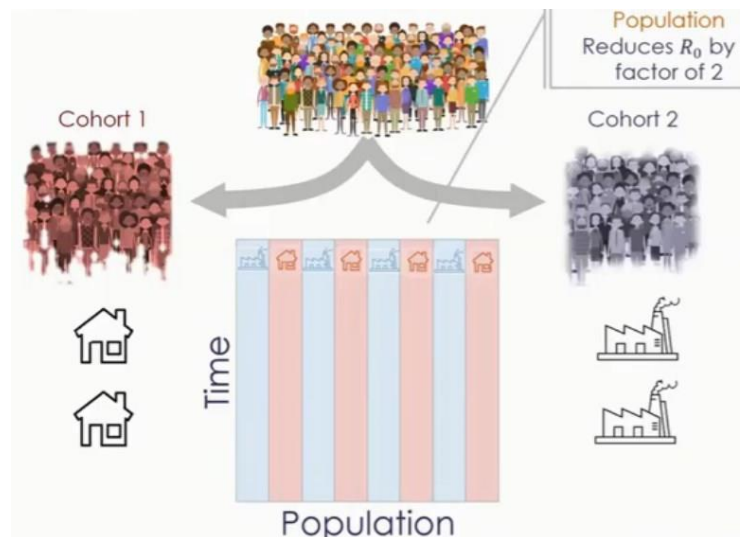 Population
Reduces R₀ by
factor of 2
Cohort 1
Cohort 2
Time
Population